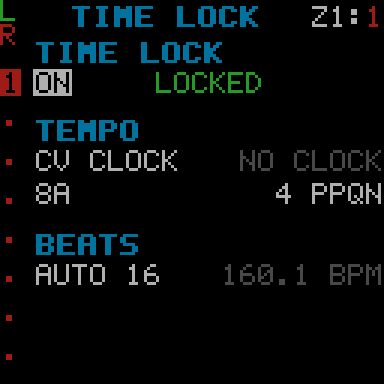 L TIME LOCK Z1:1
R
TIME LOCK
1 ON LOCKED
TEMPO
CV CLOCK NO CLOCK
8A 4 PPQN
BEATS
AUTO 16 160.1 BPM